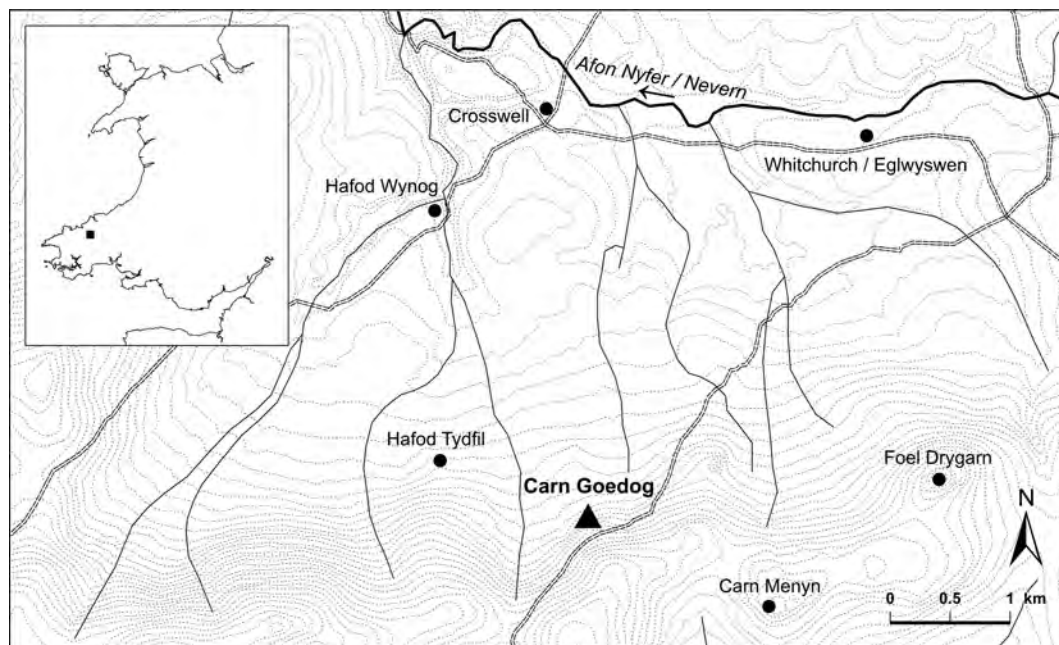 Afon Nyfer / Nevern
Crosswell
Whitchurch / Eglwyswen
Hafod Wynog
Hafod Tydfil
Foel Drygarn
Carn Goedog
N
Carn Menyn
0 0.5 1 km